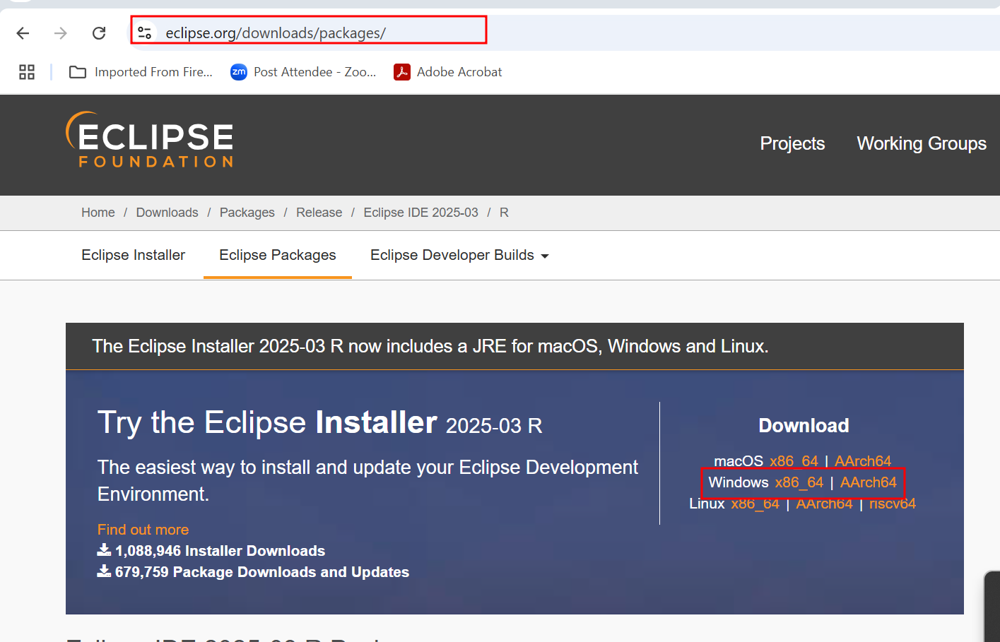 eclipse.org/downloads/packages/
Imported From Fire...
zm Post Attendee - Zoo...
Adobe Acrobat
ECLIPSE
FOUNDATION
Projects Working Groups
Home / Downloads / Packages / Release / Eclipse IDE 2025-03 / R
Eclipse Installer Eclipse Packages Eclipse Developer Builds
The Eclipse Installer 2025-03 R now includes a JRE for macOS, Windows and Linux.
Try the Eclipse Installer 2025-03 R
The easiest way to install and update your Eclipse Development
Environment.
Find out more
1,088,946 Installer Downloads
679,759 Package Downloads and Updates
Download
macOS x86_64 | AArch64
Windows x86_64 | AArch64
Linux x86_64 | AArch64 | riscv64